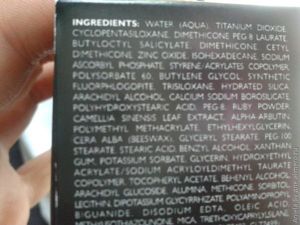 INGREDIENTS: WATER (AQUA), TITANIUM DIOXIDE
CYCLOPENTASILOXANE, DIMETHICONE PEG 8 LAURATE
BUTYLOCTYL SALICYLATE, DIMETHICONE, CETYL
DIMETHICONE, ZINC OXIDE, ISOHEXADECANE, SODIUM
ASCORBYL PHOSPHATE, STYRENE/ACRYLATES COPOLYMER,
POLYSORBATE 60, BUTYLENE GLYCOL, SYNTHETIC
FLUORPHLOGOPITE, TRISILOXANE, HYDRATED SILICA
ARACHIDYL ALCOHOL, CALCIUM SODIUM BOROSILICATE,
POLYHYDROXYSTEARIC ACID, PEG-8, RUBY POWDER
CAMELLIA SINENSIS LEAF EXTRACT, ALPHA-ARBUTIN
POLYMETHYL METHACRYLATE, ETHYLHEXYLGLYCERIN,
CERA ALBA (BEESWAX), GLYCERYL STEARATE, PEG 100
STEARATE, STEARIC ACID, BENZYL ALCOHOL, XANTHAN
GUM, POTASSIUM SORBATE, GLYCERIN, HYDROXYETHYL
ACRYLATE/SODIUM ACRYLOYLDIMETHYL TAURATE
COPOLYMER, TOCOPHERYL ACETATE, BEHENYL ALCOHOL
ARACHIDYL GLUCOSIDE, ALUMINA, METHICONE, SORBITOL
LECITHIN, DIPOTASSIUM GLYCYRRHIZATE, POLYAMINOPROPYL
BIGUANIDE, DISODIUM EDTA, OLEIC ACID,
METHYLISOTHIAZOLINONE, MICA, TRIETHOXYCAPRYLYLSILANE,